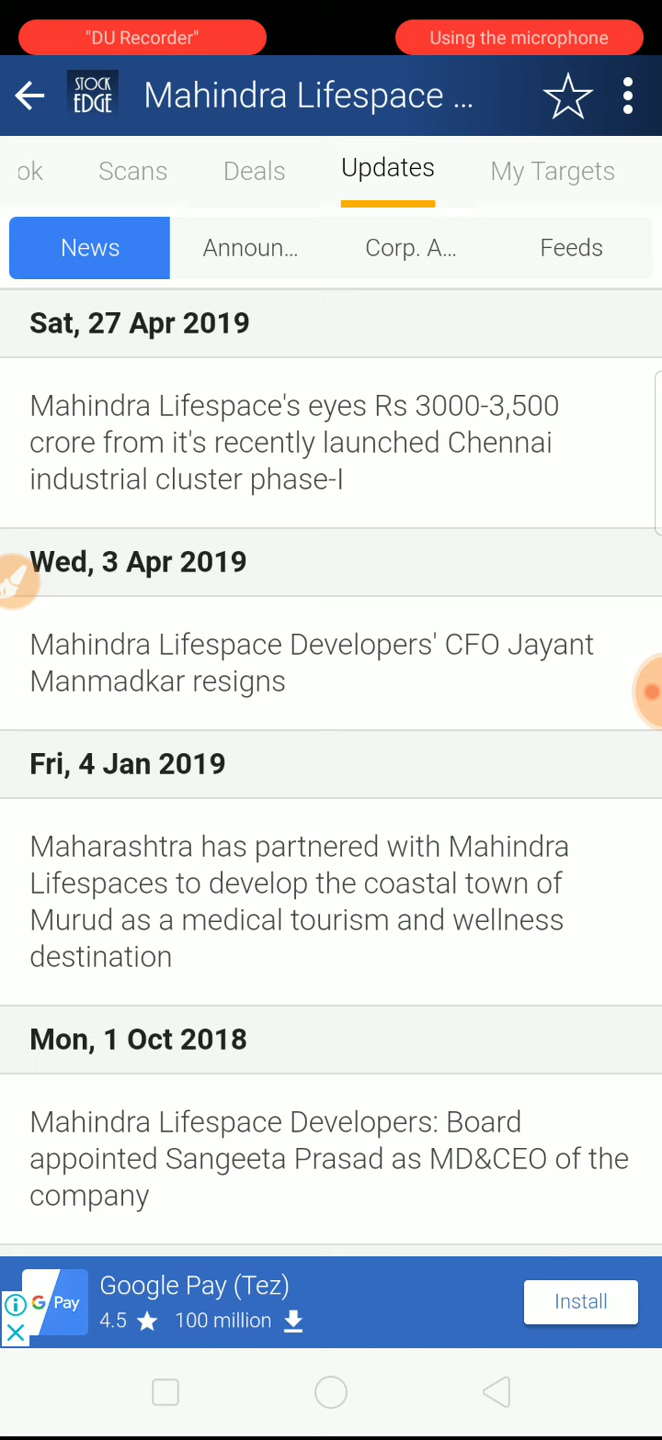 "DU Recorder" Using the microphone
STOCK
EDGE
Mahindra Lifespace ...
ok Scans Deals Updates My Targets
News Announ... Corp. A... Feeds
Sat, 27 Apr 2019
Mahindra Lifespace's eyes Rs 3000-3,500
crore from it's recently launched Chennai
industrial cluster phase-I
Wed, 3 Apr 2019
Mahindra Lifespace Developers' CFO Jayant
Manmadkar resigns
Fri, 4 Jan 2019
Maharashtra has partnered with Mahindra
Lifespaces to develop the coastal town of
Murud as a medical tourism and wellness
destination
Mon, 1 Oct 2018
Mahindra Lifespace Developers: Board
appointed Sangeeta Prasad as MD&CEO of the
company
G Pay
Google Pay (Tez)
4.5 ★ 100 million
Install